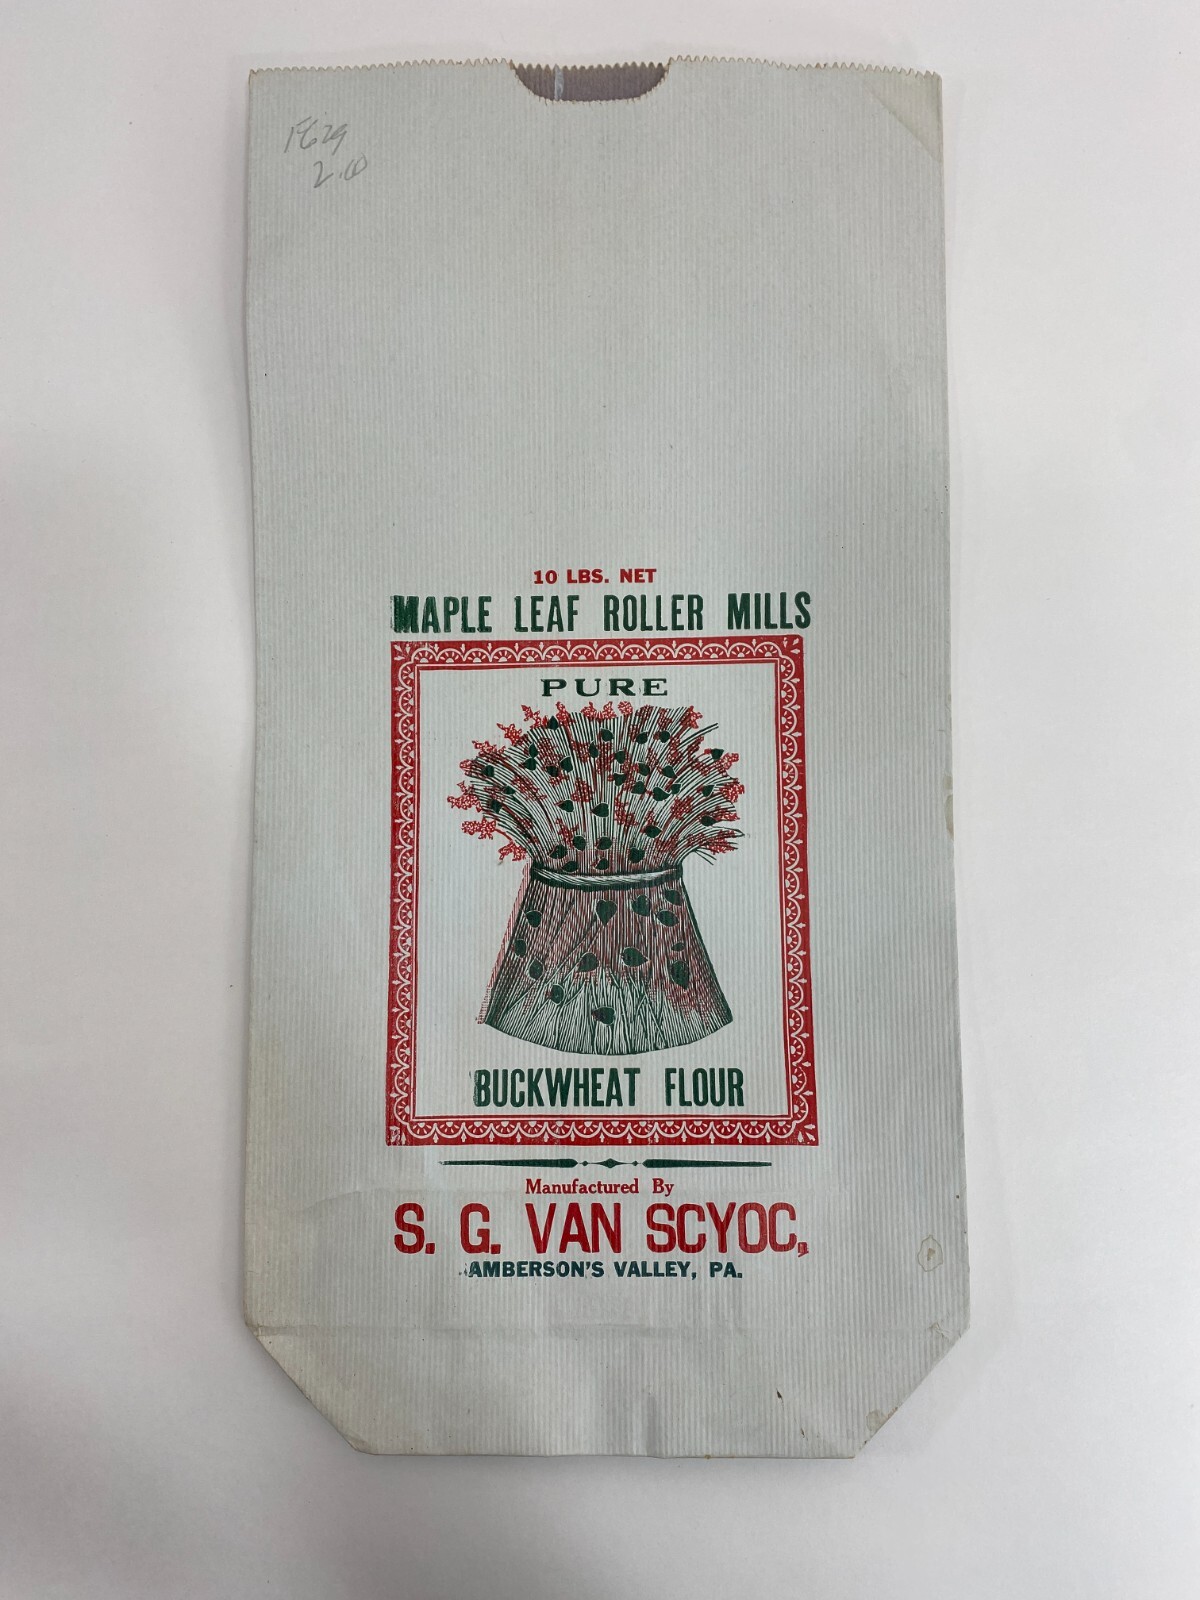 2.00
10 LBS. NET
MAPLE LEAF ROLLER MILLS
PURE
BUCKWHEAT FLOUR
Manufactured By
S. G. VAN SCYOC,
AMBERSON'S VALLEY, PA.